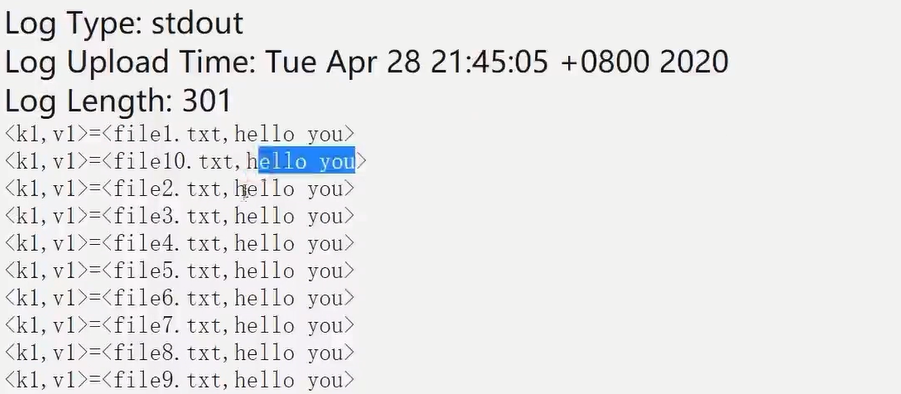 Log Type: stdout
Log Upload Time: Tue Apr 28 21:45:05 +0800 2020
Log Length: 301
<k1,v1>=<file1.txt,hello you>
<k1,v1>=<file10.txt,hello you>
<k1,v1>=<file2.txt,hello you>
<k1,v1>=<file3.txt,hello you>
<k1,v1>=<file4.txt,hello you>
<k1,v1>=<file5.txt,hello you>
<k1,v1>=<file6.txt,hello you>
<k1,v1>=<file7.txt,hello you>
<k1,v1>=<file8.txt,hello you>
<k1,v1>=<file9.txt,hello you>